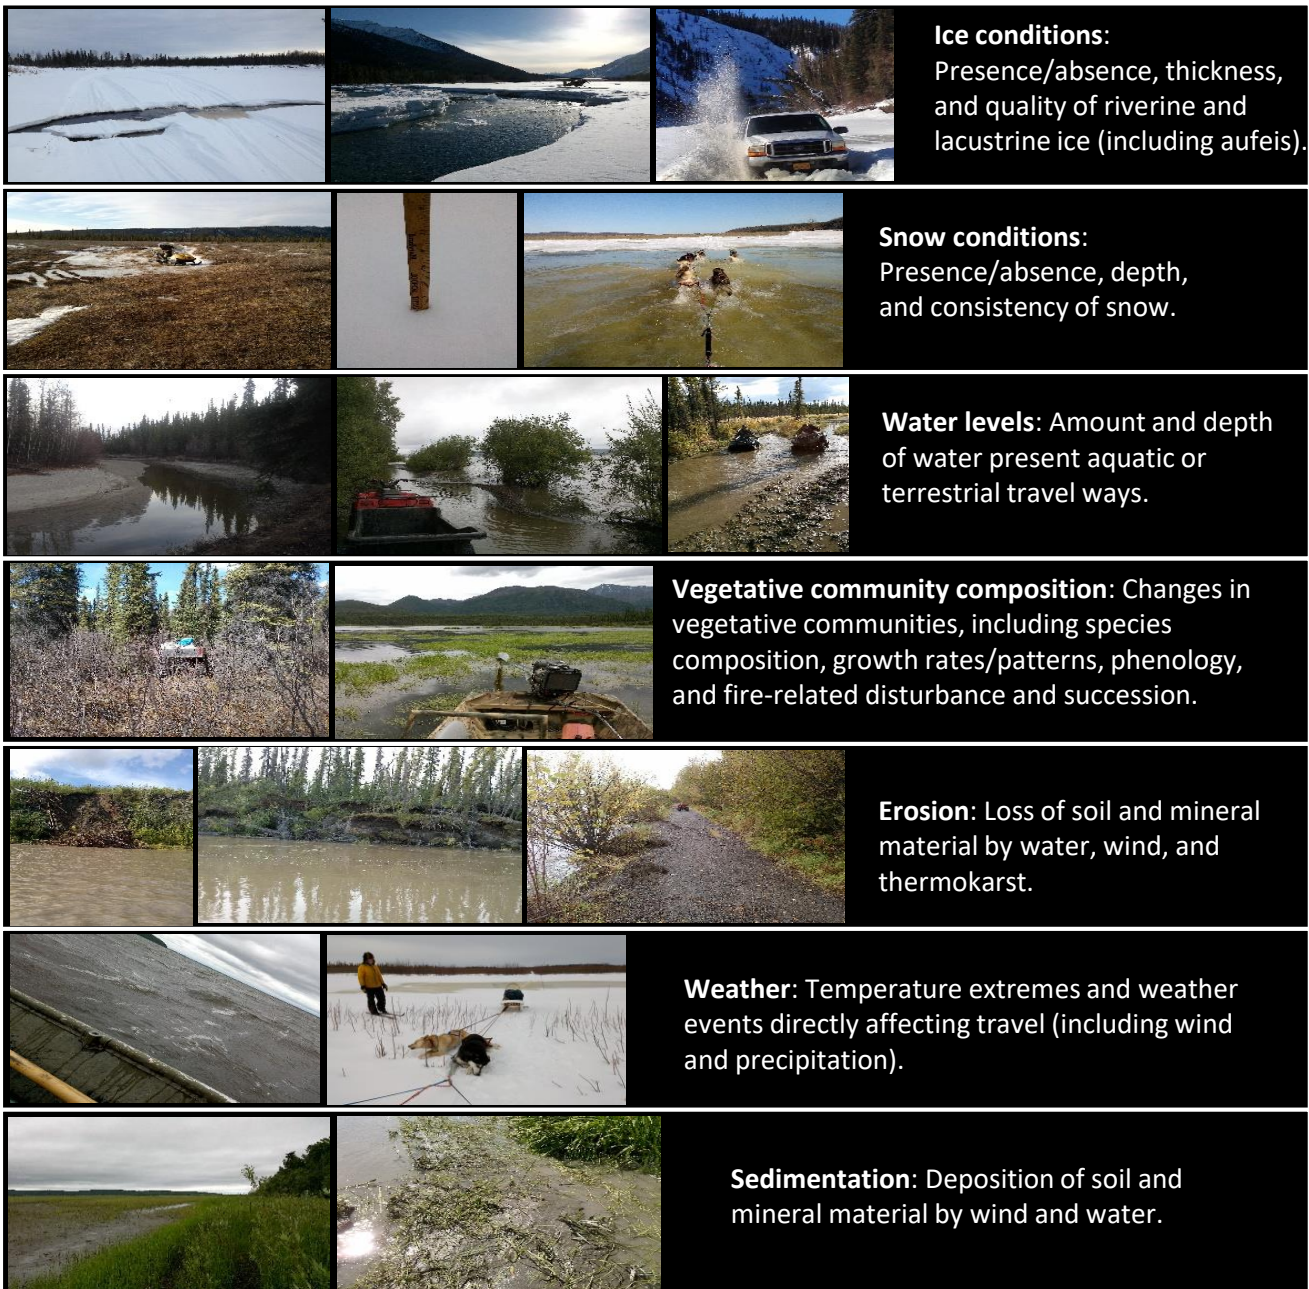 Ice conditions:
Presence/absence, thickness,
and quality of riverine and
lacustrine ice (including aufeis).
Snow conditions:
Presence/absence, depth,
and consistency of snow.
Water levels: Amount and depth
of water present aquatic or
terrestrial travel ways.
Vegetative community composition: Changes in
vegetative communities, including species
composition, growth rates/patterns, phenology,
and fire-related disturbance and succession.
Erosion: Loss of soil and mineral
material by water, wind, and
thermokarst.
Weather: Temperature extremes and weather
events directly affecting travel (including wind
and precipitation).
Sedimentation: Deposition of soil and
mineral material by wind and water.